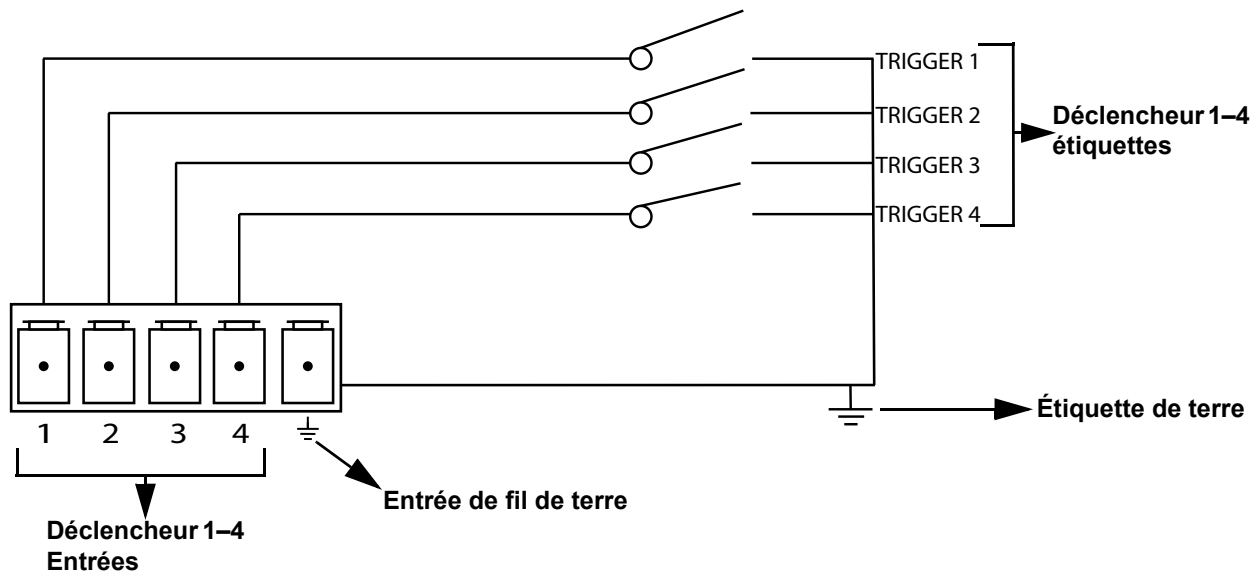 TRIGGER 1
TRIGGER 2
TRIGGER 3
TRIGGER 4
Déclencheur 1–4
étiquettes
Étiquette de terre
1 2 3 4
Entrée de fil de terre
Déclencheur 1–4
Entrées